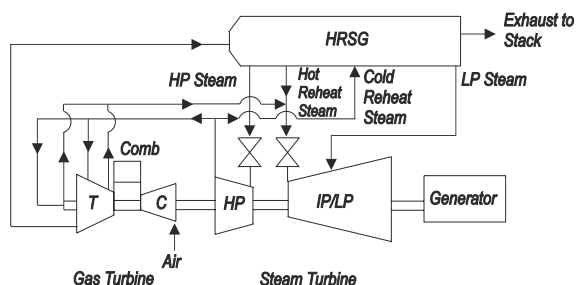 Exhaust to
Stack
HRSG
HP Steam
Hot
Reheat
Steam
Cold
Reheat
Steam
LP Steam
Comb
T
C
HP
IP/LP
Generator
Air
Gas Turbine
Steam Turbine